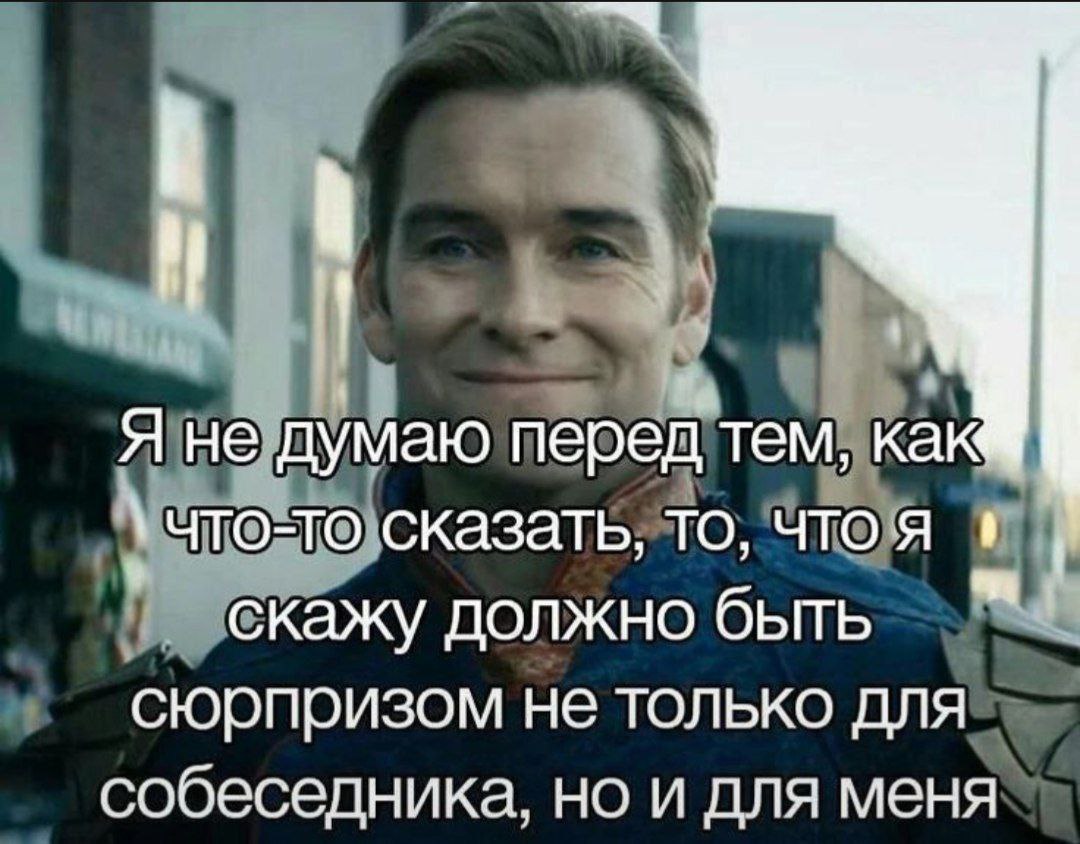 Я не думаю перед тем, как
что-то сказать, то, что я
скажу должно быть
сюрпризом не только для
собеседника, но и для меня